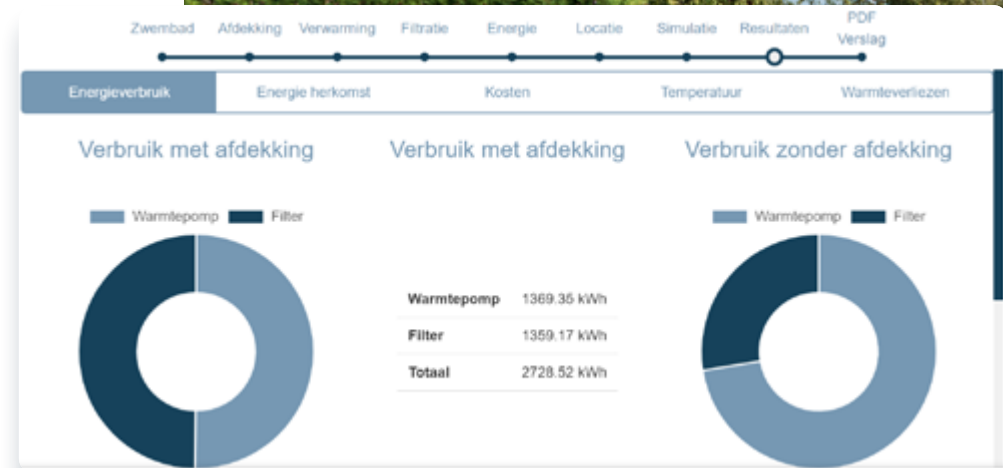 Zwembad Afdekking Verwarming Filtratie Energie Locatie Simulatie Resultaten PDF Verslag
Energieverbruik Energie herkomst Kosten Temperatuur Warmteverliezen
Verbruik met afdekking
Warmtepomp Filter
Verbruik met afdekking
Warmtepomp 1369.35 kWh
Filter 1359.17 kWh
Totaal 2728.52 kWh
Verbruik zonder afdekking
Warmtepomp Filter